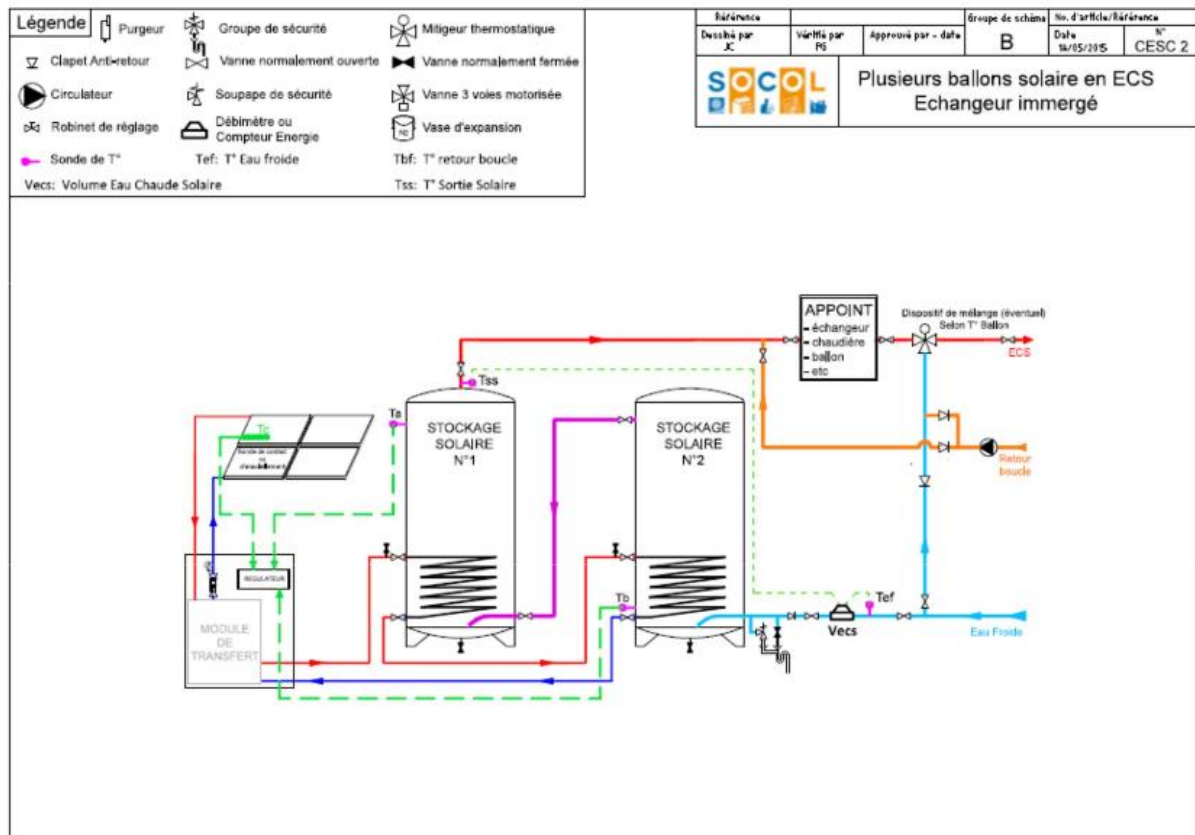 Légende
Purgeur
Groupe de sécurité
Mitigeur thermostatique
Clapet Anti-retour
Vanne normalement ouverte
Vanne normalement fermée
Circulateur
Soupape de sécurité
Vanne 3 voies motorisée
Robinet de réglage
Débimètre ou
Compteur Energie
Vase d'expansion
Sonde de T°
Tef: T° Eau froide
Tbf: T° retour boucle
Vecs: Volume Eau Chaude Solaire
Tss: T° Sortie Solaire
Référence
Groupe de schéma
No. d'article/Référence
Dessiné par
JC
Vérifié par
PG
Approuvé par - date
B
Date
14/05/2015
N°
CESC 2
SOCOL
Plusieurs ballons solaire en ECS
Echangeur immergé
APPOINT
- échangeur
- chaudière
- ballon
- etc
Dispositif de mélange (éventuel)
Selon T° Ballon
ECS
Tss
Ta
Tc
STOCKAGE
SOLAIRE
N°1
STOCKAGE
SOLAIRE
N°2
Retour
boucle
REGULATEUR
MODULE
DE
TRANSFERT
Tb
Tef
Vecs
Eau Froide